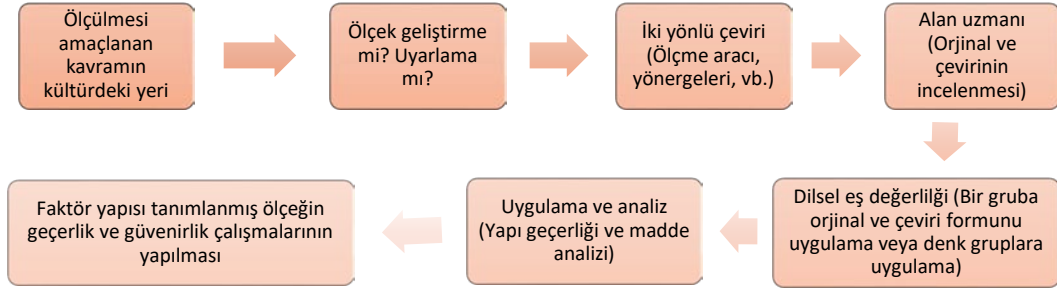 Ölçülmesi
amaçlanan
kavramın
kültürdeki yeri
Ölçek geliştirme
mi? Uyarlama
mı?
İki yönlü çeviri
(Ölçme aracı,
yönergeleri, vb.)
Alan uzmanı
(Orjinal ve
çevirinin
incelenmesi)
Dilsel eş değerlilği (Bir gruba
orjinal ve çeviri formunu
uygulama veya denk gruplara
uygulama)
Uygulama ve analiz
(Yapı geçerliği ve madde
analizi)
Faktör yapısı tanımlanmış ölçeğin
geçerlik ve güvenirlik çalışmalarının
yapılması